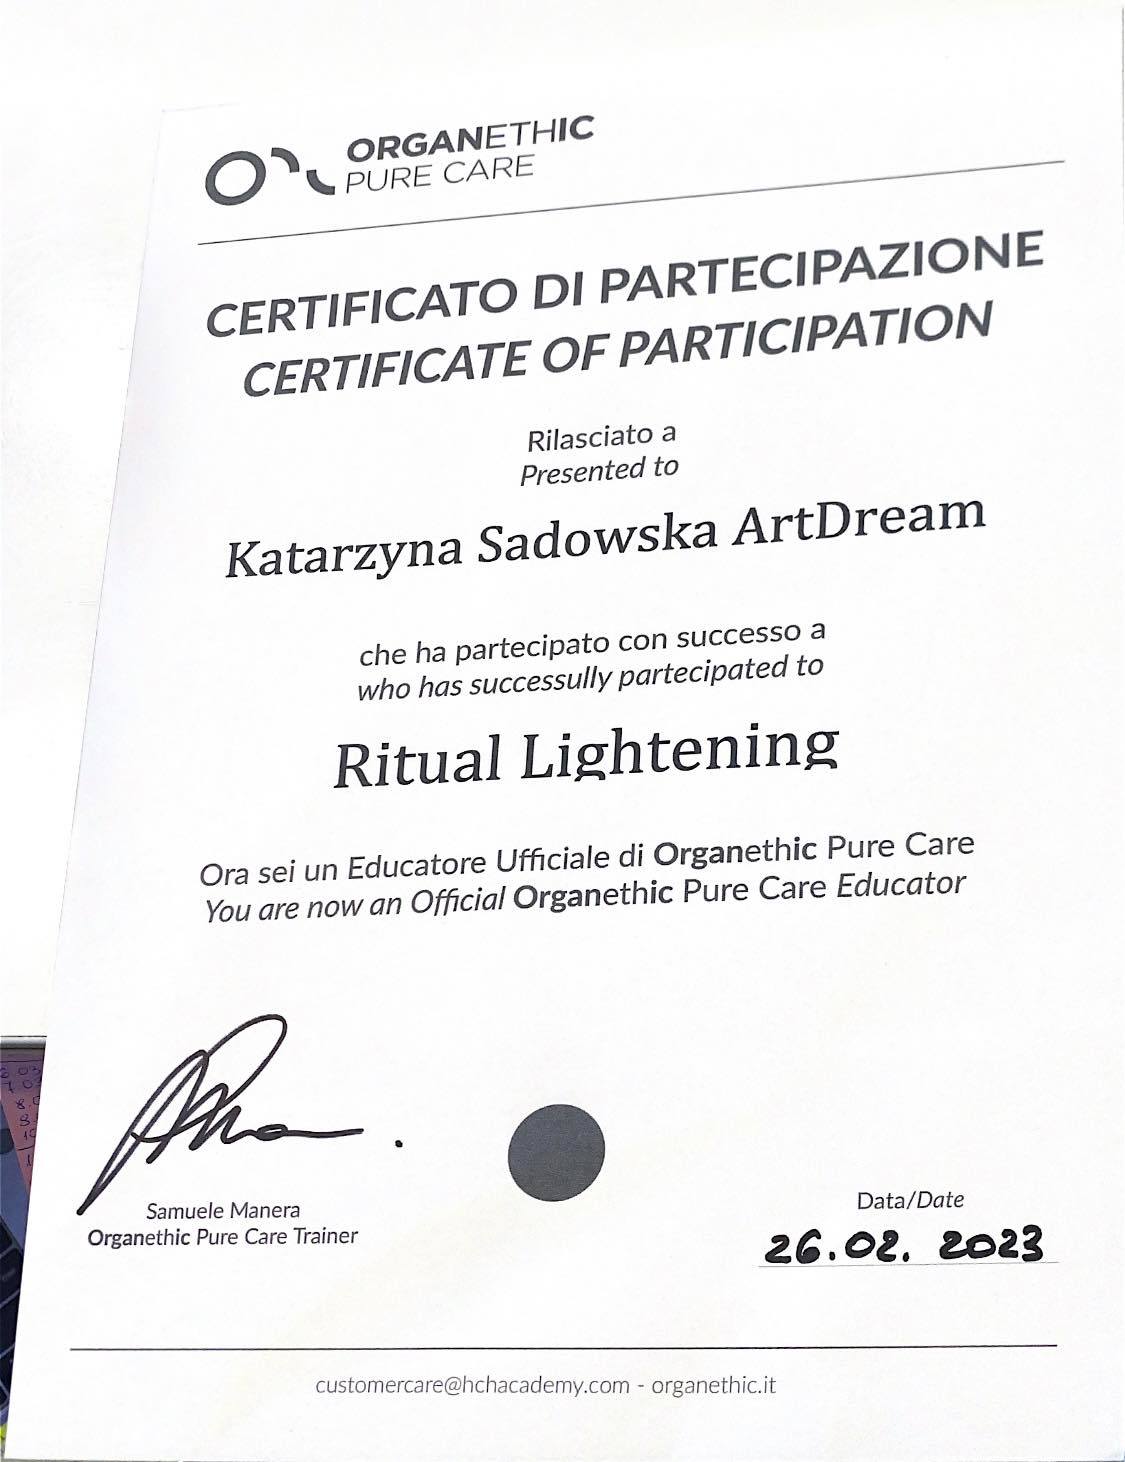 ORGANETHIC
PURE CARE
CERTIFICATO DI PARTECIPAZIONE
CERTIFICATE OF PARTICIPATION
Rilasciato a
Presented to
Katarzyna Sadowska ArtDream
che ha partecipato con successo a
who has successully partecipated to
Ritual Lightening
Ora sei un Educatore Ufficiale di Organethic Pure Care
You are now an Official Organethic Pure Care Educator
Samuele Manera
Organethic Pure Care Trainer
Data/Date
26.02. 2023
customercare@hchacademy.com - organethic.it